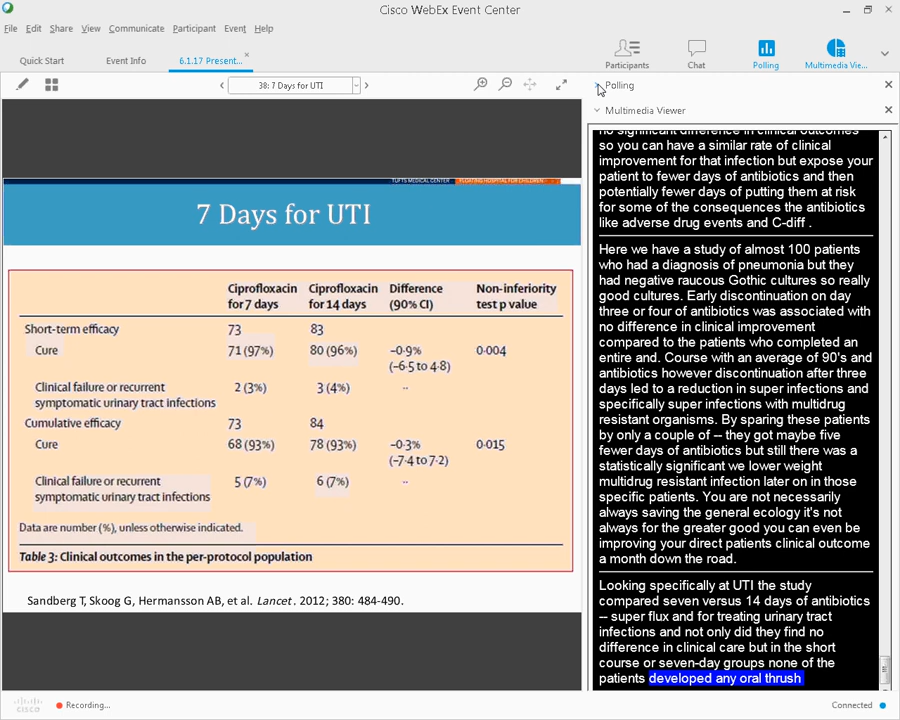 Cisco WebEx Event Center
File Edit Share View Communicate Participant Event Help
Quick Start Event Info 6.1.17 Present...
Participants Chat Polling Multimedia Vie...
38: 7 Days for UTI
Polling
Multimedia Viewer
TUFTS MEDICAL CENTER FLOATING HOSPITAL FOR CHILDREN
7 Days for UTI
Ciprofloxacin Ciprofloxacin Difference Non-inferiority
for 7 days for 14 days (90% CI) test p value
Short-term efficacy 73 83
Cure 71 (97%) 80 (96%) –0·9% 0·004
(–6·5 to 4·8)
Clinical failure or recurrent 2 (3%) 3 (4%) ··
symptomatic urinary tract infections
Cumulative efficacy 73 84
Cure 68 (93%) 78 (93%) –0·3% 0·015
(–7·4 to 7·2)
Clinical failure or recurrent 5 (7%) 6 (7%) ··
symptomatic urinary tract infections
Data are number (%), unless otherwise indicated.
Table 3: Clinical outcomes in the per-protocol population
Sandberg T, Skoog G, Hermansson AB, et al. Lancet . 2012; 380: 484-490.
no significant difference in clinical outcomes
so you can have a similar rate of clinical
improvement for that infection but expose your
patient to fewer days of antibiotics and then
potentially fewer days of putting them at risk
for some of the consequences the antibiotics
like adverse drug events and C-diff .
Here we have a study of almost 100 patients
who had a diagnosis of pneumonia but they
had negative raucous Gothic cultures so really
good cultures. Early discontinuation on day
three or four of antibiotics was associated with
no difference in clinical improvement
compared to the patients who completed an
entire and. Course with an average of 90's and
antibiotics however discontinuation after three
days led to a reduction in super infections and
specifically super infections with multidrug
resistant organisms. By sparing these patients
by only a couple of -- they got maybe five
fewer days of antibiotics but still there was a
statistically significant we lower weight
multidrug resistant infection later on in those
specific patients. You are not necessarily
always saving the general ecology it's not
always for the greater good you can even be
improving your direct patients clinical outcome
a month down the road.
Looking specifically at UTI the study
compared seven versus 14 days of antibiotics
-- super flux and for treating urinary tract
infections and not only did they find no
difference in clinical care but in the short
course or seven-day groups none of the
patients developed any oral thrush
cisco Recording... Connected